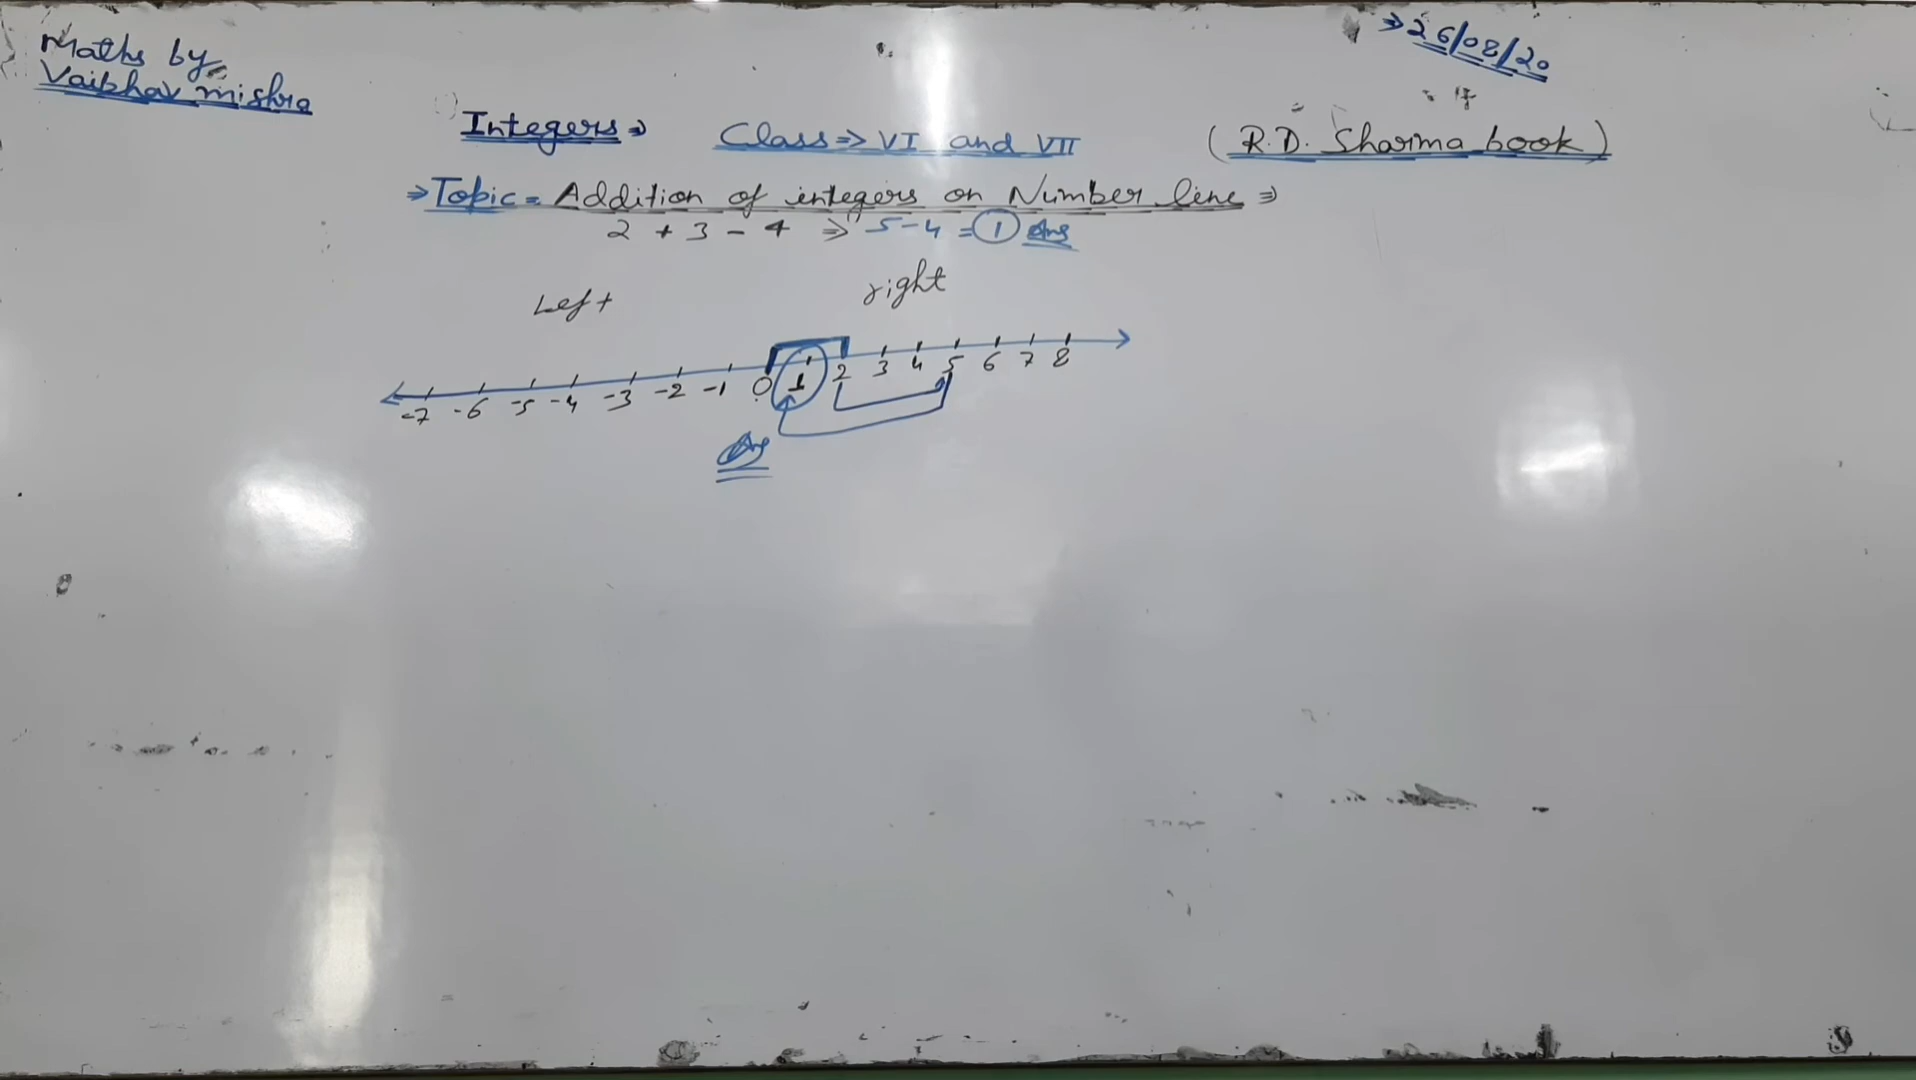 Maths by
Vaibhav mishra
⇒ 26/08/20
Integers ⇒ Class ⇒ VI and VII (R.D. Sharma book)
⇒ Topic = Addition of integers on Number line ⇒
2 + 3 - 4 ⇒ 5-4 = 1 Ans
Left right
-7 -6 -5 -4 -3 -2 -1 0 1 2 3 4 5 6 7 8
Ans